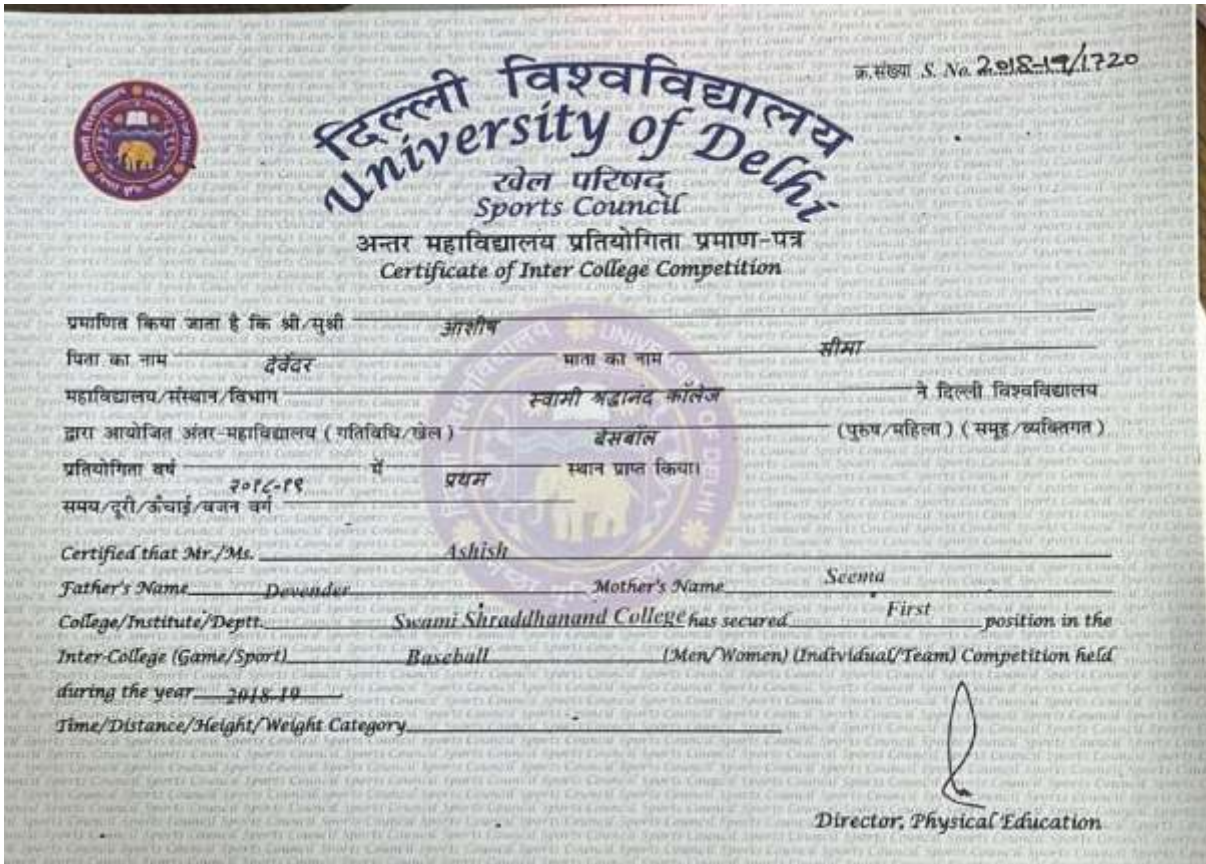 क्र.संख्या S. No. 2018-19/1720
दिल्ली विश्वविद्यालय
University of Delhi
खेल परिषद्
Sports Council
अन्तर महाविद्यालय प्रतियोगिता प्रमाण-पत्र
Certificate of Inter College Competition
प्रमाणित किया जाता है कि श्री/सुश्री आशीष
पिता का नाम देवेंदर माता का नाम सीमा
महाविद्यालय/संस्थान/विभाग स्वामी श्रद्धानंद कॉलेज ने दिल्ली विश्वविद्यालय
द्वारा आयोजित अंतर-महाविद्यालय (गतिविधि/खेल) बेसबॉल (पुरुष/महिला) (समूह/व्यक्तिगत)
प्रतियोगिता वर्ष २०१८-१९ में प्रथम स्थान प्राप्त किया।
समय/दूरी/ऊँचाई/वजन वर्ग
Certified that Mr./Ms. Ashish
Father's Name Devender Mother's Name Seema
College/Institute/Deptt. Swami Shraddhanand College has secured First position in the
Inter-College (Game/Sport) Baseball (Men/Women) (Individual/Team) Competition held
during the year 2018-19
Time/Distance/Height/Weight Category
Director, Physical Education